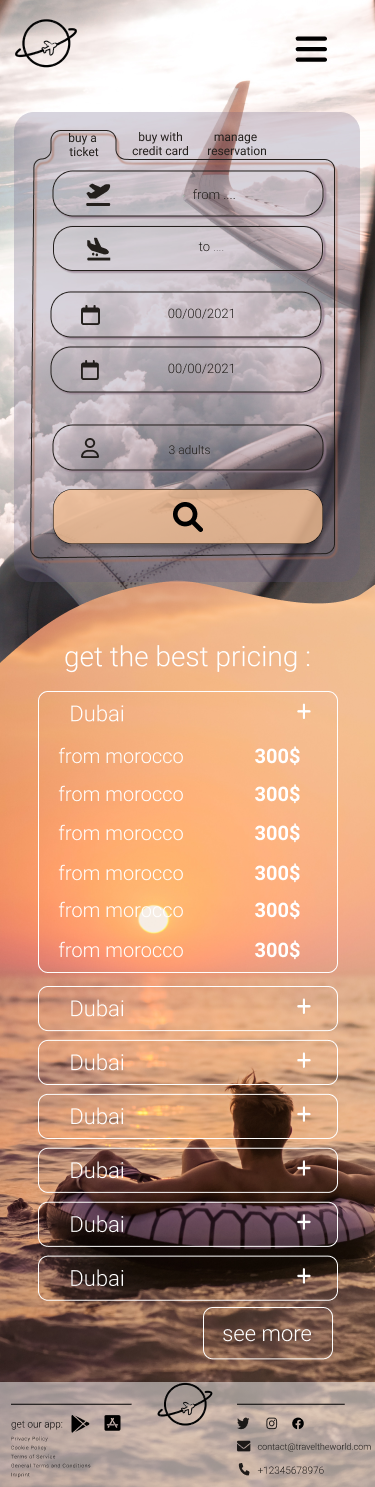 buy a
ticket
buy with
credit card
manage
reservation
from ....
to ....
00/00/2021
00/00/2021
3 adults
get the best pricing :
Dubai +
from morocco 300$
from morocco 300$
from morocco 300$
from morocco 300$
from morocco 300$
from morocco 300$
Dubai +
Dubai +
Dubai +
Dubai +
Dubai +
Dubai +
see more
get our app:
Privacy Policy
Cookie Policy
Terms of Service
General Terms and Conditions
Imprint
contact@traveltheworld.com
+12345678976